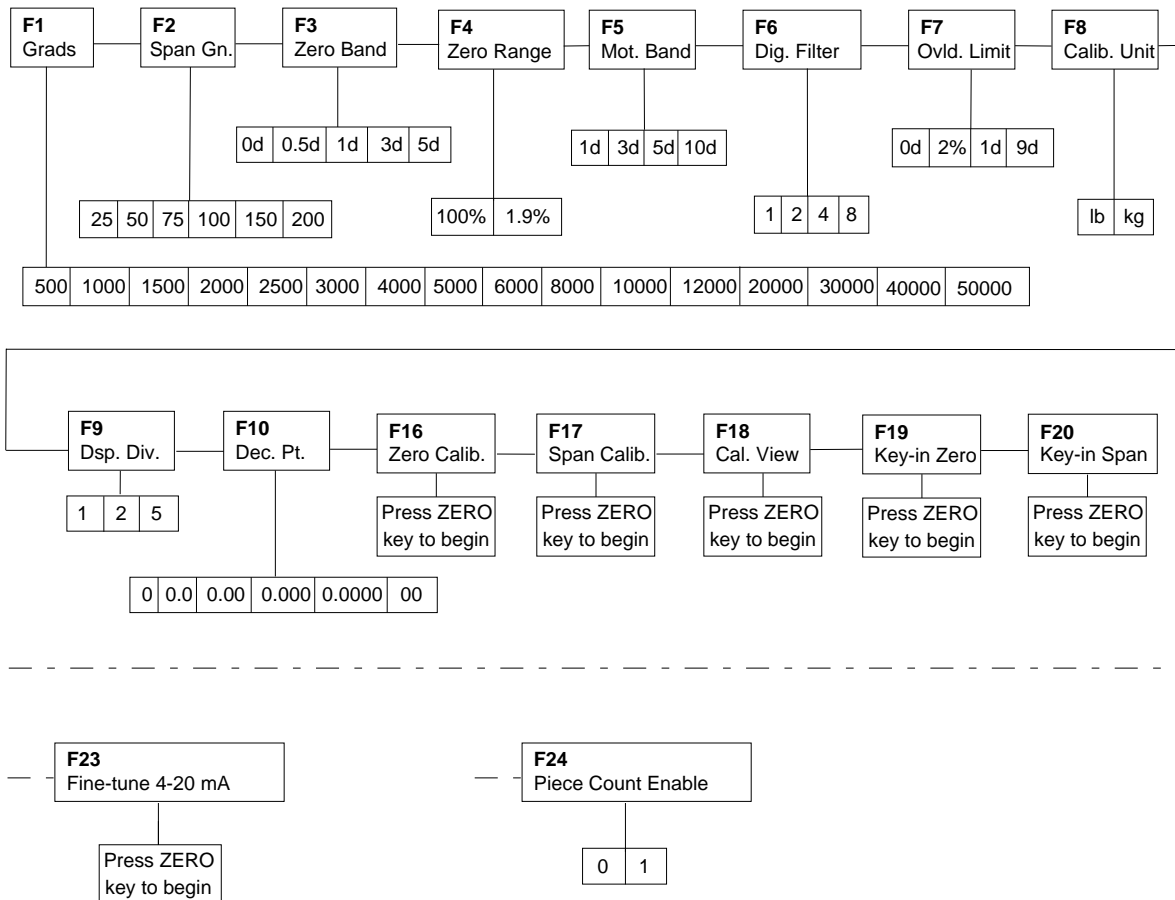 F1
Grads
F2
Span Gn.
F3
Zero Band
F4
Zero Range
F5
Mot. Band
F6
Dig. Filter
F7
Ovld. Limit
F8
Calib. Unit
0d 0.5d 1d 3d 5d
1d 3d 5d 10d
0d 2% 1d 9d
25 50 75 100 150 200
100% 1.9%
1 2 4 8
lb kg
500 1000 1500 2000 2500 3000 4000 5000 6000 8000 10000 12000 20000 30000 40000 50000
F9
Dsp. Div.
F10
Dec. Pt.
F16
Zero Calib.
F17
Span Calib.
F18
Cal. View
F19
Key-in Zero
F20
Key-in Span
1 2 5
Press ZERO
key to begin
Press ZERO
key to begin
Press ZERO
key to begin
Press ZERO
key to begin
Press ZERO
key to begin
0 0.0 0.00 0.000 0.0000 00
F23
Fine-tune 4-20 mA
F24
Piece Count Enable
Press ZERO
key to begin
0 1